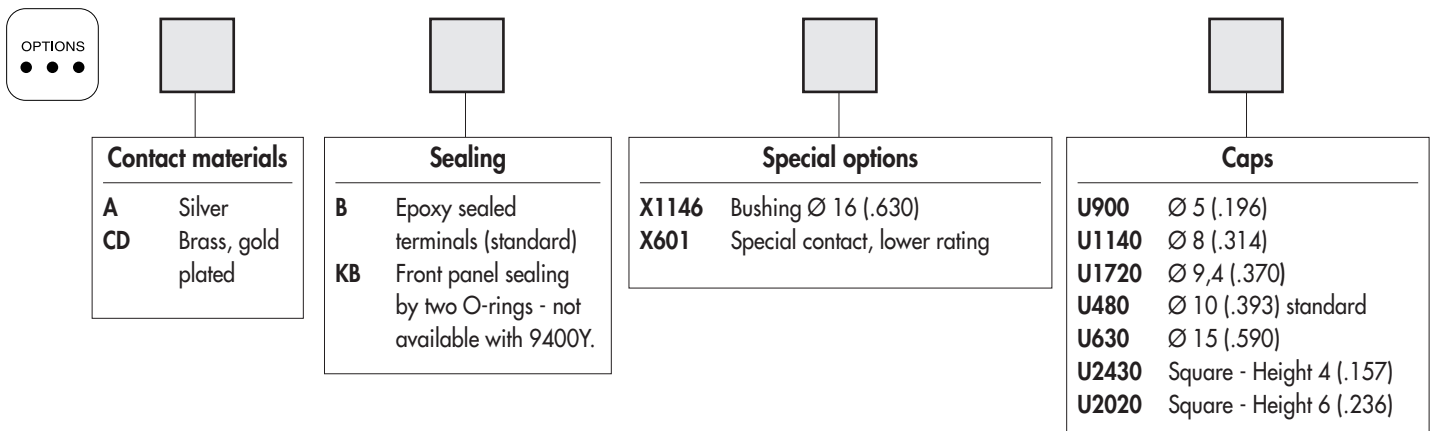 OPTIONS
Contact materials
A Silver
CD Brass, gold
plated
Sealing
B Epoxy sealed
terminals (standard)
KB Front panel sealing
by two O-rings - not
available with 9400Y.
Special options
X1146 Bushing Ø 16 (.630)
X601 Special contact, lower rating
Caps
U900 Ø 5 (.196)
U1140 Ø 8 (.314)
U1720 Ø 9,4 (.370)
U480 Ø 10 (.393) standard
U630 Ø 15 (.590)
U2430 Square - Height 4 (.157)
U2020 Square - Height 6 (.236)